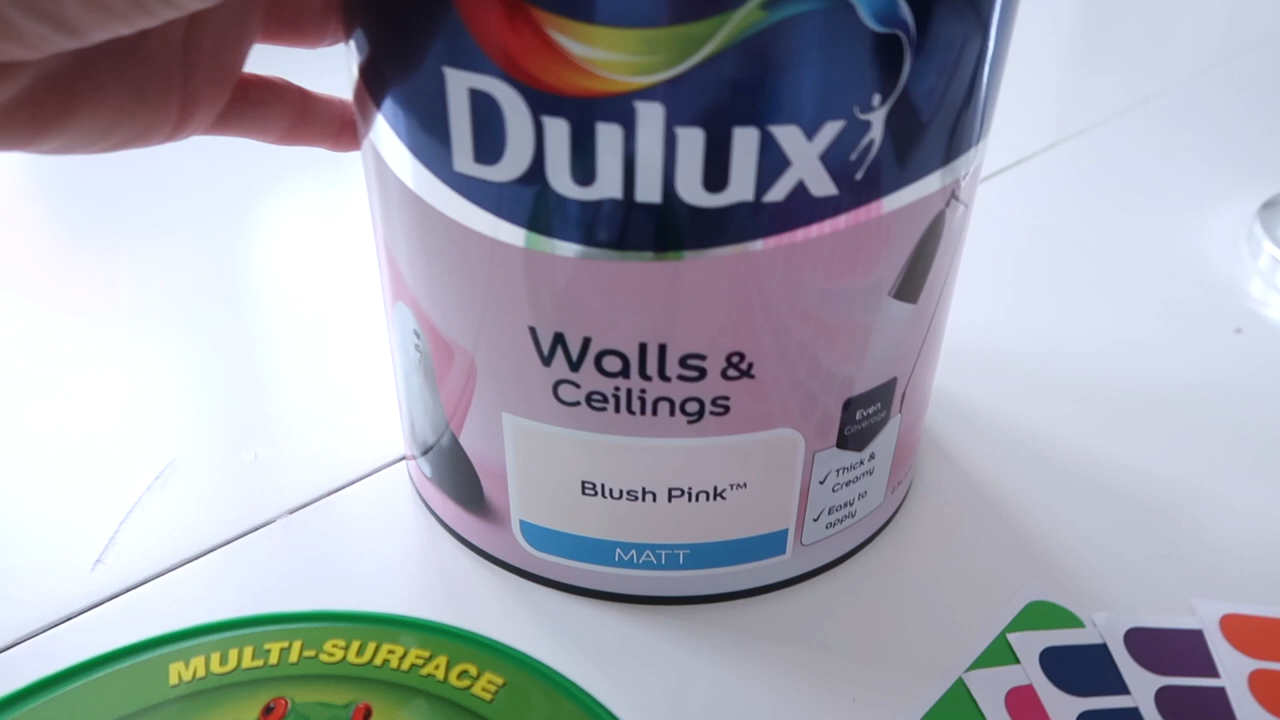 Dulux
Walls &
Ceilings
Blush Pink™
MATT
Even
Coverage
✓ Thick &
Creamy
✓ Easy to
apply
MULTI-SURFACE